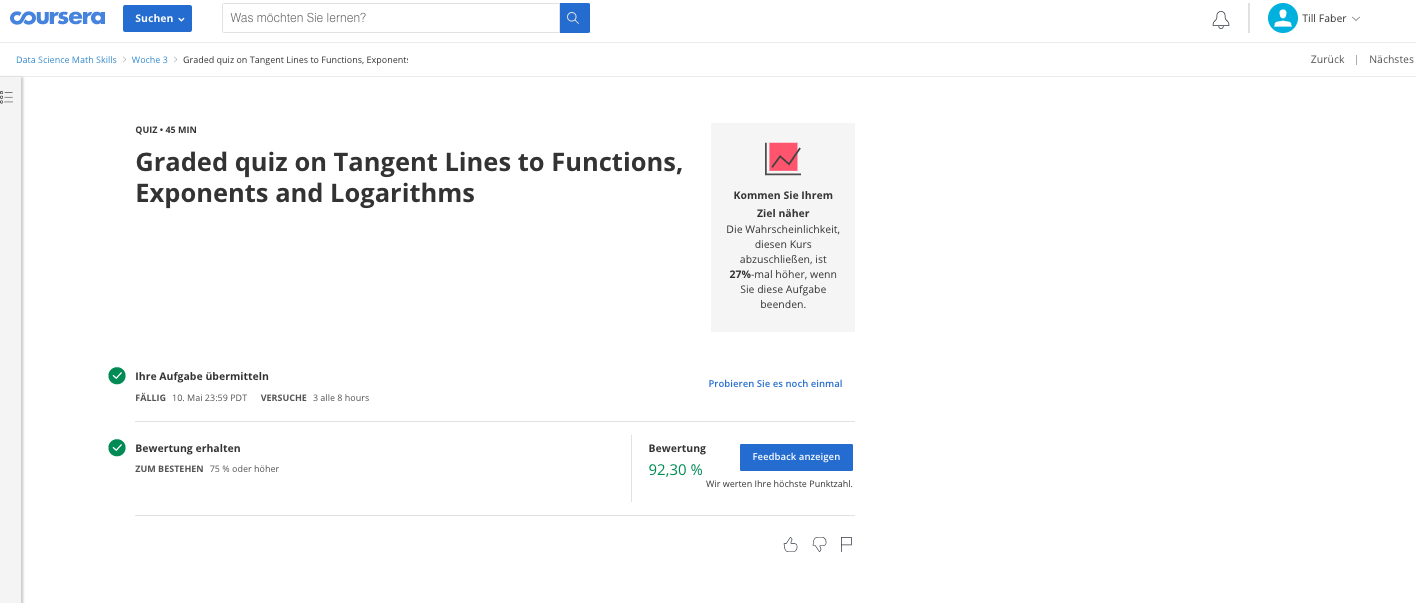 coursera
Suchen
Was möchten Sie lernen?
Till Faber
Data Science Math Skills > Woche 3 > Graded quiz on Tangent Lines to Functions, Exponents
Zurück | Nächstes
QUIZ • 45 MIN
Graded quiz on Tangent Lines to Functions,
Exponents and Logarithms
Kommen Sie Ihrem
Ziel näher
Die Wahrscheinlichkeit,
diesen Kurs
abzuschließen, ist
27%-mal höher, wenn
Sie diese Aufgabe
beenden.
Ihre Aufgabe übermitteln
FÄLLIG 10. Mai 23:59 PDT VERSUCHE 3 alle 8 hours
Probieren Sie es noch einmal
Bewertung erhalten
ZUM BESTEHEN 75 % oder höher
Bewertung
92,30 %
Feedback anzeigen
Wir werten Ihre höchste Punktzahl.